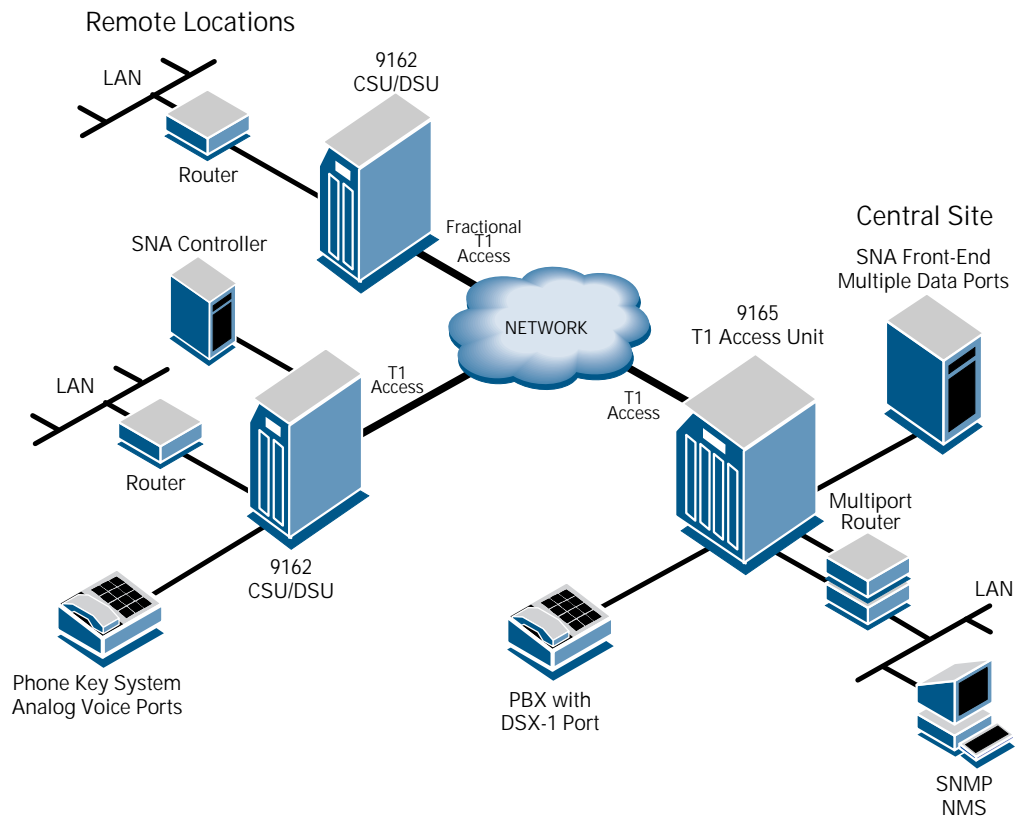 Remote Locations
9162
CSU/DSU
LAN
Router
Fractional
T1
Access
SNA Controller
Central Site
SNA Front-End
Multiple Data Ports
NETWORK
9165
T1 Access Unit
T1
Access
T1
Access
LAN
Router
Multiport
Router
9162
CSU/DSU
LAN
Phone Key System
Analog Voice Ports
PBX with
DSX-1 Port
SNMP
NMS